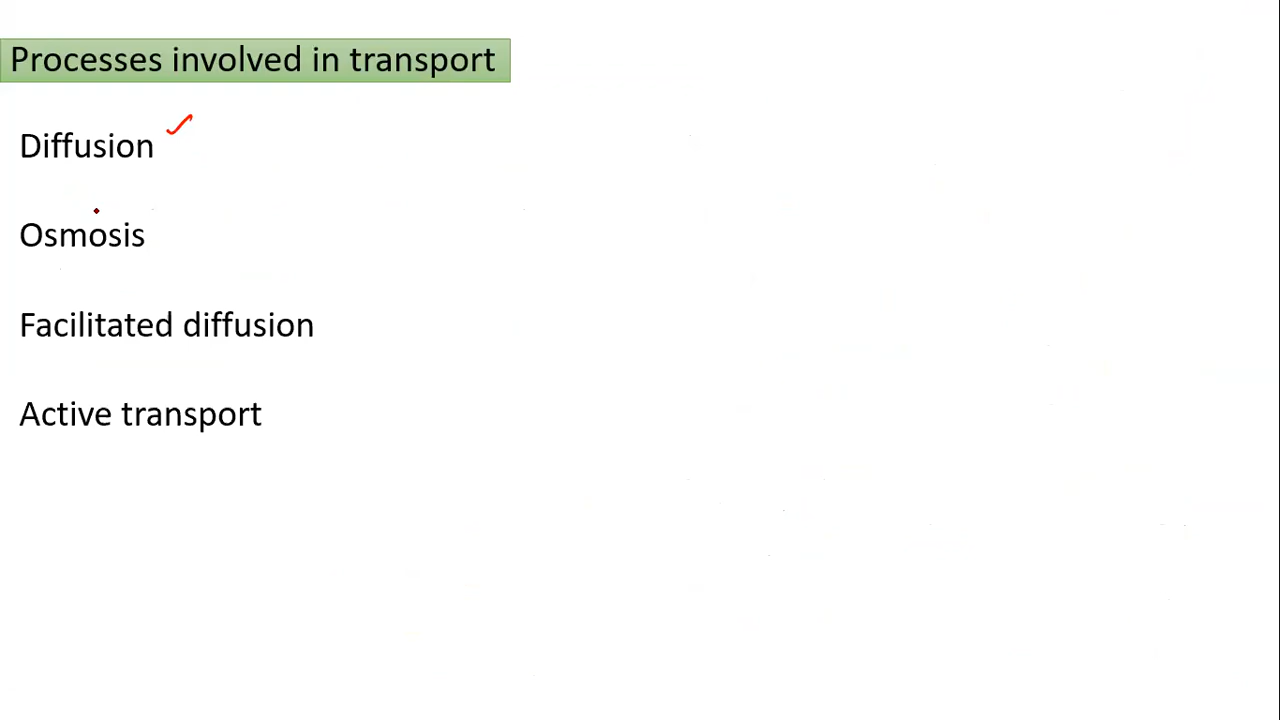 Processes involved in transport
Diffusion
Osmosis
Facilitated diffusion
Active transport